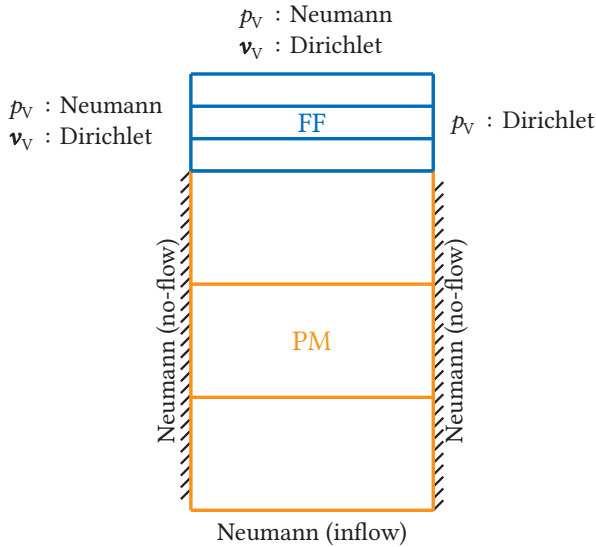 p_V : Neumann
v_V : Dirichlet
p_V : Neumann
v_V : Dirichlet
FF
p_V : Dirichlet
Neumann (no-flow)
PM
Neumann (no-flow)
Neumann (inflow)